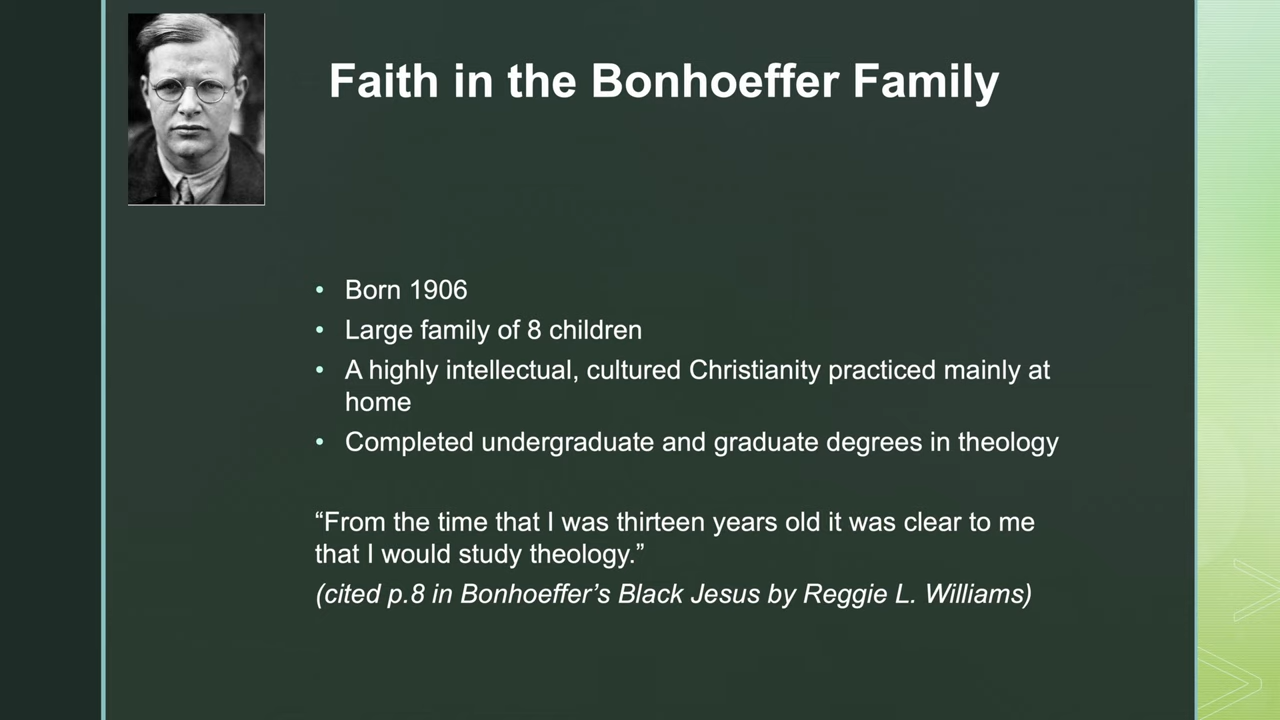 Faith in the Bonhoeffer Family
• Born 1906
• Large family of 8 children
• A highly intellectual, cultured Christianity practiced mainly at
home
• Completed undergraduate and graduate degrees in theology
“From the time that I was thirteen years old it was clear to me
that I would study theology.”
(cited p.8 in Bonhoeffer’s Black Jesus by Reggie L. Williams)